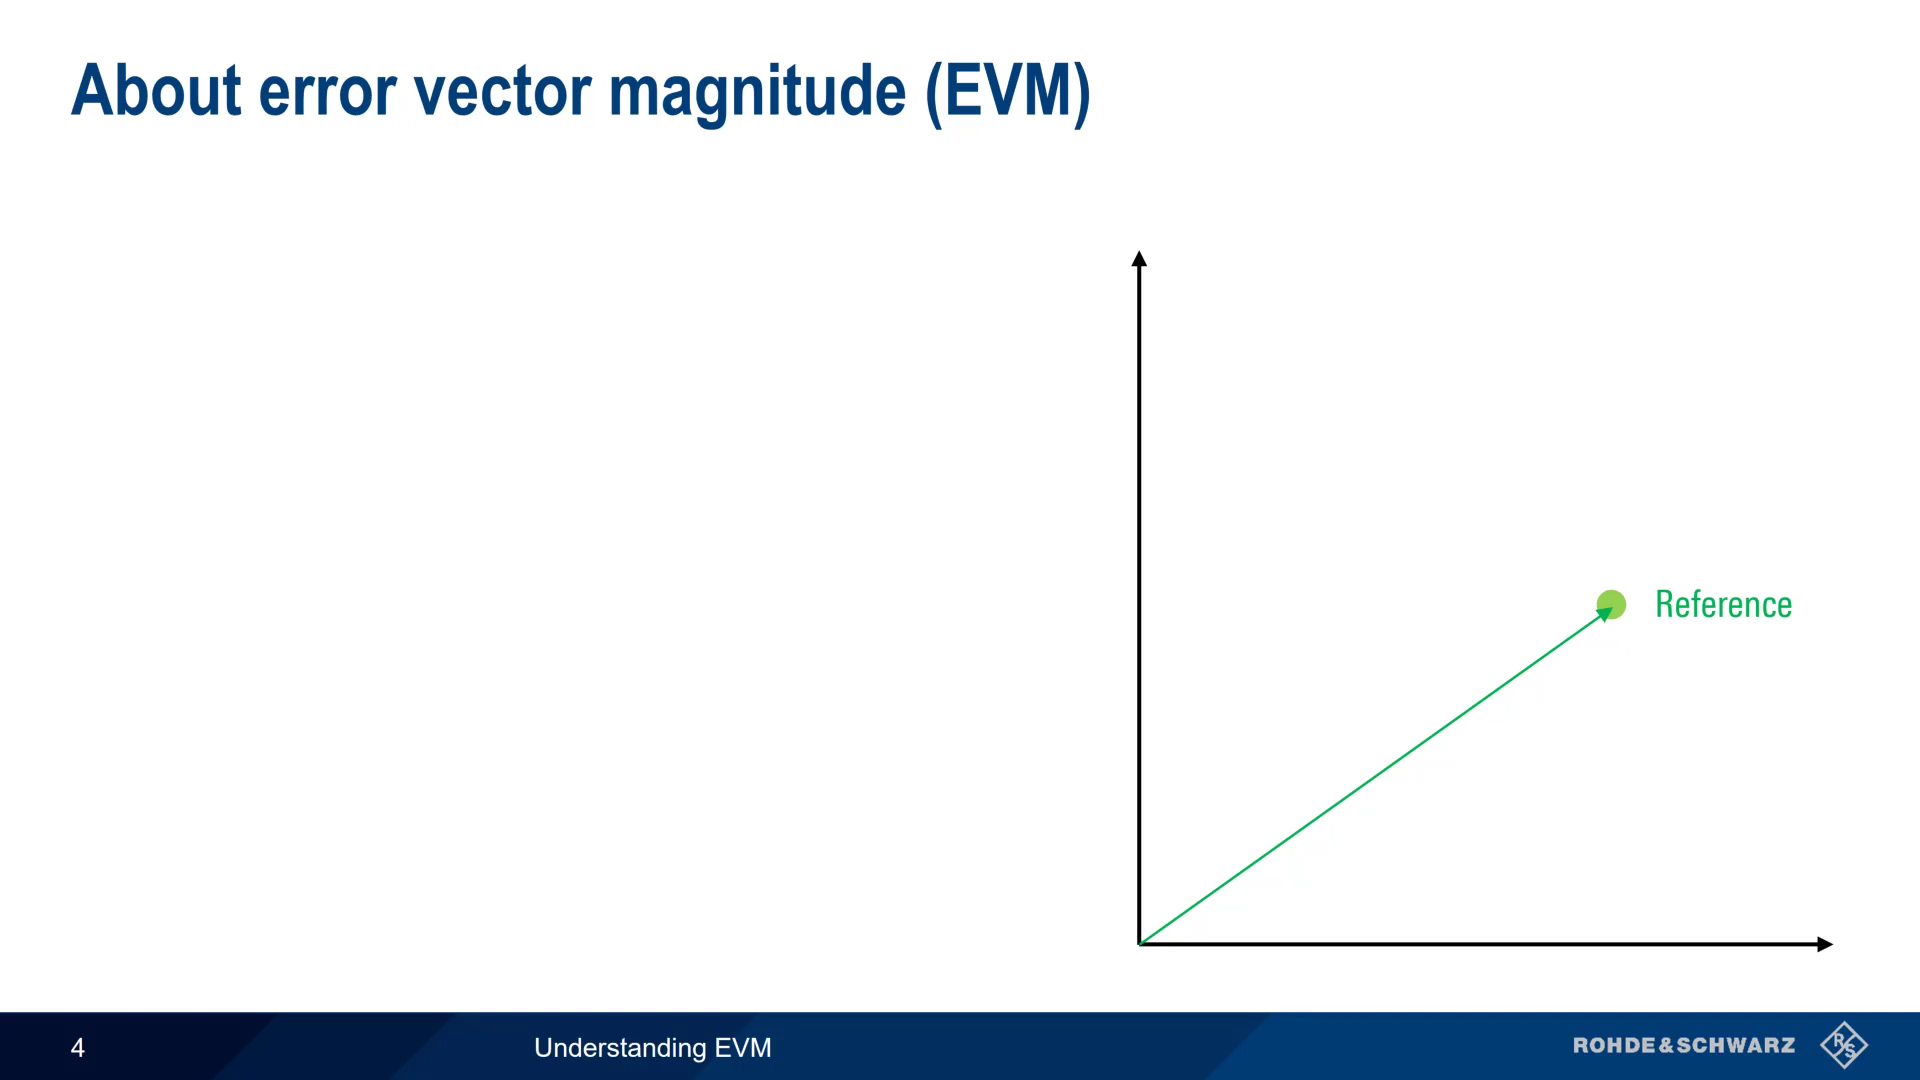 About error vector magnitude (EVM)
Reference
4
Understanding EVM
ROHDE&SCHWARZ
R
S